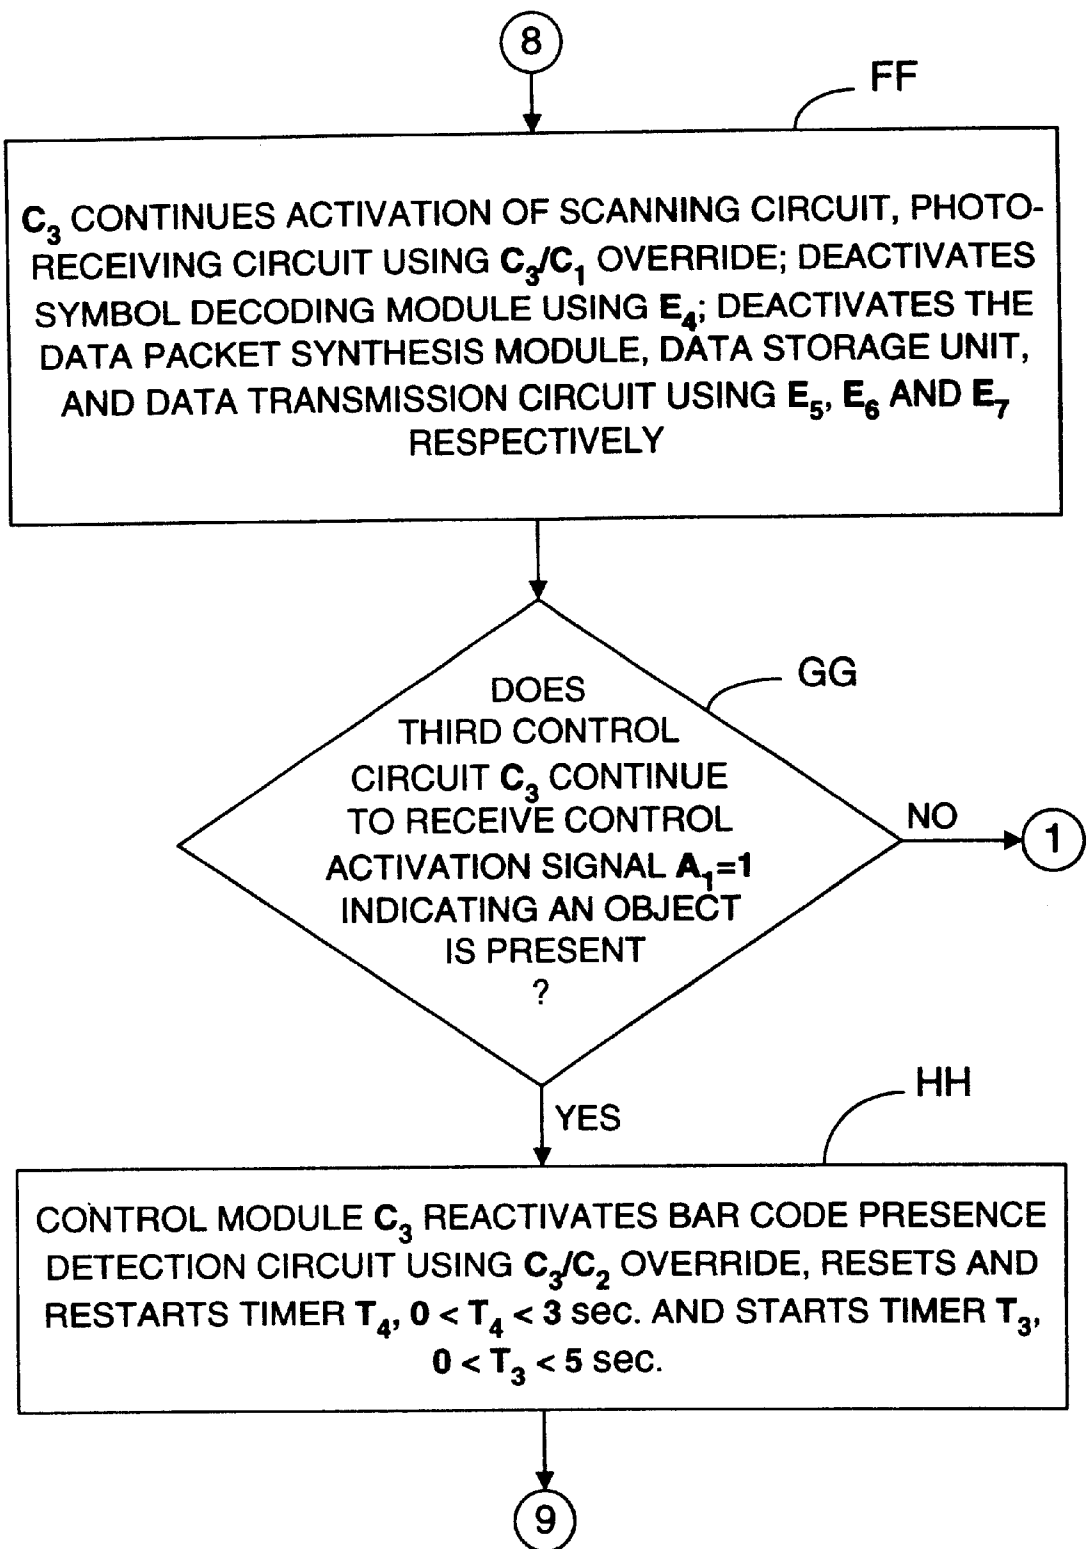 8
FF
C₃ CONTINUES ACTIVATION OF SCANNING CIRCUIT, PHOTO-
RECEIVING CIRCUIT USING C₃/C₁ OVERRIDE; DEACTIVATES
SYMBOL DECODING MODULE USING E₄; DEACTIVATES THE
DATA PACKET SYNTHESIS MODULE, DATA STORAGE UNIT,
AND DATA TRANSMISSION CIRCUIT USING E₅, E₆ AND E₇
RESPECTIVELY
GG
DOES
THIRD CONTROL
CIRCUIT C₃ CONTINUE
TO RECEIVE CONTROL
ACTIVATION SIGNAL A₁=1
INDICATING AN OBJECT
IS PRESENT
?
NO
1
YES
HH
CONTROL MODULE C₃ REACTIVATES BAR CODE PRESENCE
DETECTION CIRCUIT USING C₃/C₂ OVERRIDE, RESETS AND
RESTARTS TIMER T₄, 0 < T₄ < 3 sec. AND STARTS TIMER T₃,
0 < T₃ < 5 sec.
9